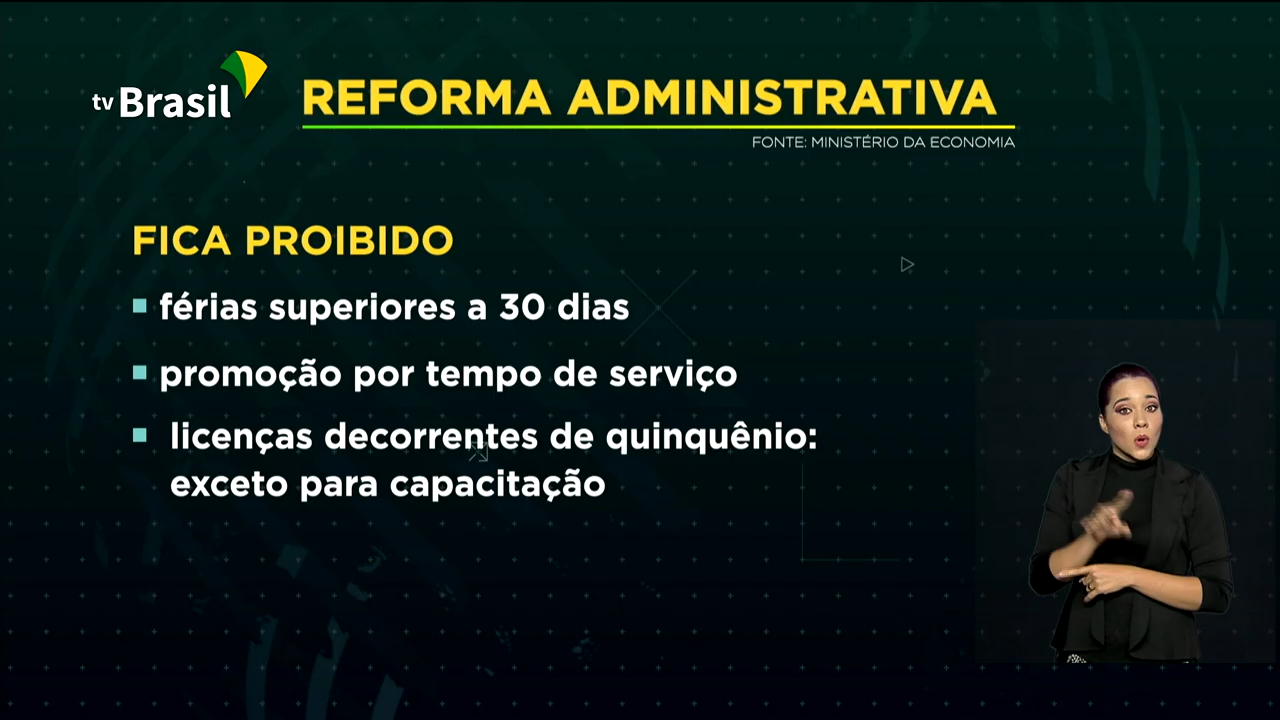 tv Brasil
REFORMA ADMINISTRATIVA
FONTE: MINISTÉRIO DA ECONOMIA
FICA PROIBIDO
férias superiores a 30 dias
promoção por tempo de serviço
licenças decorrentes de quinquênio:
exceto para capacitação